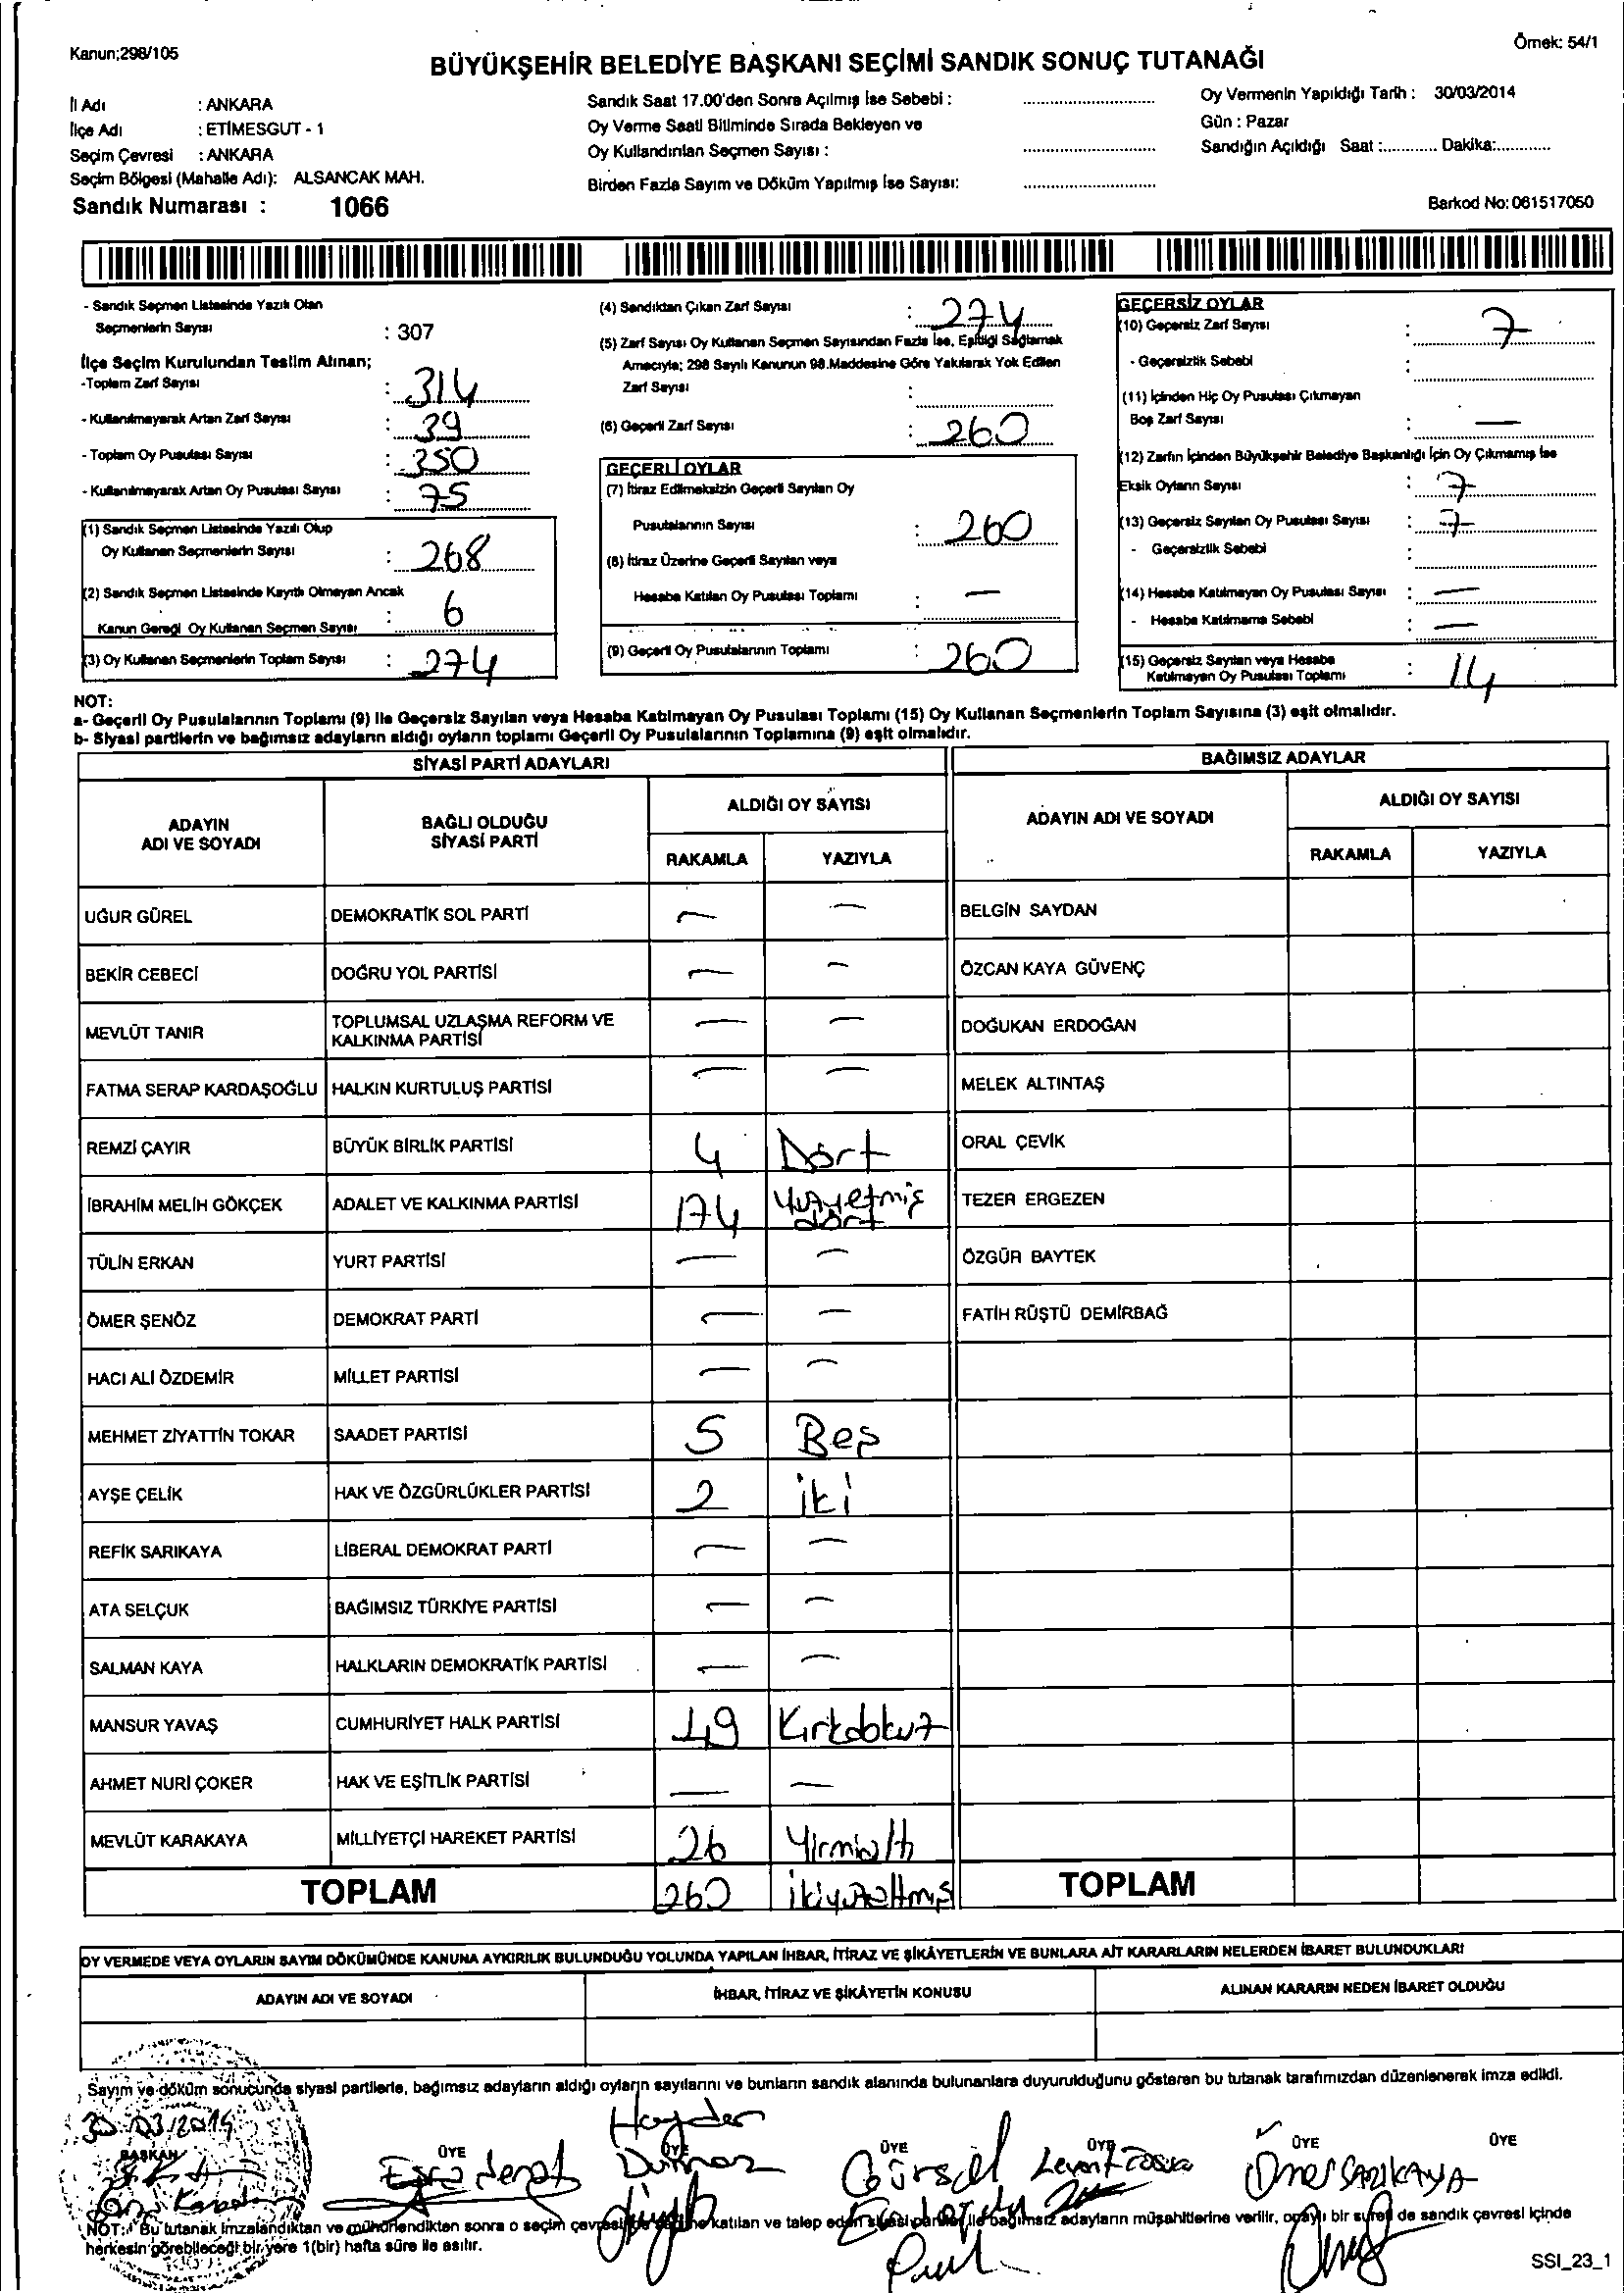 Kanun;298/105
Örnek: 54/1
BÜYÜKŞEHİR BELEDİYE BAŞKANI SEÇİMİ SANDIK SONUÇ TUTANAĞI
İl Adı : ANKARA
İlçe Adı : ETİMESGUT - 1
Seçim Çevresi : ANKARA
Seçim Bölgesi (Mahalle Adı): ALSANCAK MAH.
Sandık Numarası : 1066
Sandık Saat 17.00'den Sonra Açılmış İse Sebebi :
Oy Verme Saati Bitiminde Sırada Bekleyen ve
Oy Kullandırılan Seçmen Sayısı :
Birden Fazla Sayım ve Döküm Yapılmış İse Sayısı:
Oy Vermenin Yapıldığı Tarih : 30/03/2014
Gün : Pazar
Sandığın Açıldığı Saat :............ Dakika:............
Barkod No: 061517050
- Sandık Seçmen Listesinde Yazılı Olan
Seçmenlerin Sayısı : 307
İlçe Seçim Kurulundan Teslim Alınan;
-Toplam Zarf Sayısı : 314
- Kullanılmayarak Artan Zarf Sayısı : 39
- Toplam Oy Pusulası Sayısı : 350
- Kullanılmayarak Artan Oy Pusulası Sayısı : 75
(1) Sandık Seçmen Listesinde Yazılı Olup
Oy Kullanan Seçmenlerin Sayısı : 268
(2) Sandık Seçmen Listesinde Kayıtlı Olmayan Ancak
Kanun Gereği Oy Kullanan Seçmen Sayısı : 6
(3) Oy Kullanan Seçmenlerin Toplam Sayısı : 274
(4) Sandıktan Çıkan Zarf Sayısı : 274
(5) Zarf Sayısı Oy Kullanan Seçmen Sayısından Fazla İse, Eşitliği Sağlamak
Amacıyla; 298 Sayılı Kanunun 98.Maddesine Göre Yakılarak Yok Edilen
Zarf Sayısı :
(6) Geçerli Zarf Sayısı : 260
GEÇERLİ OYLAR
(7) İtiraz Edilmeksizin Geçerli Sayılan Oy
Pusulalarının Sayısı : 260
(8) İtiraz Üzerine Geçerli Sayılan veya
Hesaba Katılan Oy Pusulası Toplamı : —
(9) Geçerli Oy Pusulalarının Toplamı : 260
GEÇERSİZ OYLAR
(10) Geçersiz Zarf Sayısı : 7
- Geçersizlik Sebebi :
(11) İçinden Hiç Oy Pusulası Çıkmayan
Boş Zarf Sayısı : —
(12) Zarfın İçinden Büyükşehir Belediye Başkanlığı İçin Oy Çıkmamış İse
Eksik Oyların Sayısı : 7
(13) Geçersiz Sayılan Oy Pusulası Sayısı : 7
- Geçersizlik Sebebi :
(14) Hesaba Katılmayan Oy Pusulası Sayısı : —
- Hesaba Katılmama Sebebi : —
(15) Geçersiz Sayılan veya Hesaba
Katılmayan Oy Pusulası Toplamı : 14
NOT:
a- Geçerli Oy Pusulalarının Toplamı (9) ile Geçersiz Sayılan veya Hesaba Katılmayan Oy Pusulası Toplamı (15) Oy Kullanan Seçmenlerin Toplam Sayısına (3) eşit olmalıdır.
b- Siyasi partilerin ve bağımsız adayların aldığı oyların toplamı Geçerli Oy Pusulalarının Toplamına (9) eşit olmalıdır.
SİYASİ PARTİ ADAYLARI
ADAYIN
ADI VE SOYADI
BAĞLI OLDUĞU
SİYASİ PARTİ
ALDIĞI OY SAYISI
RAKAMLA YAZIYLA
UĞUR GÜREL DEMOKRATİK SOL PARTİ — —
BEKİR CEBECİ DOĞRU YOL PARTİSİ — —
MEVLÜT TANIR TOPLUMSAL UZLAŞMA REFORM VE
KALKINMA PARTİSİ — —
FATMA SERAP KARDAŞOĞLU HALKIN KURTULUŞ PARTİSİ — —
REMZİ ÇAYIR BÜYÜK BİRLİK PARTİSİ 4 Dört
İBRAHİM MELİH GÖKÇEK ADALET VE KALKINMA PARTİSİ 174 Yüzyetmiş
dört
TÜLİN ERKAN YURT PARTİSİ — —
ÖMER ŞENÖZ DEMOKRAT PARTİ — —
HACI ALİ ÖZDEMİR MİLLET PARTİSİ — —
MEHMET ZİYATTİN TOKAR SAADET PARTİSİ 5 Beş
AYŞE ÇELİK HAK VE ÖZGÜRLÜKLER PARTİSİ 2 iki
REFİK SARIKAYA LİBERAL DEMOKRAT PARTİ — —
ATA SELÇUK BAĞIMSIZ TÜRKİYE PARTİSİ — —
SALMAN KAYA HALKLARIN DEMOKRATİK PARTİSİ — —
MANSUR YAVAŞ CUMHURİYET HALK PARTİSİ 49 Kırkdokuz
AHMET NURİ ÇOKER HAK VE EŞİTLİK PARTİSİ — —
MEVLÜT KARAKAYA MİLLİYETÇİ HAREKET PARTİSİ 26 Yirmialtı
TOPLAM 260 ikiyüzaltmış
BAĞIMSIZ ADAYLAR
ADAYIN ADI VE SOYADI
ALDIĞI OY SAYISI
RAKAMLA YAZIYLA
BELGİN SAYDAN
ÖZCAN KAYA GÜVENÇ
DOĞUKAN ERDOĞAN
MELEK ALTINTAŞ
ORAL ÇEVİK
TEZER ERGEZEN
ÖZGÜR BAYTEK
FATİH RÜŞTÜ DEMİRBAĞ
TOPLAM
OY VERMEDE VEYA OYLARIN SAYIM DÖKÜMÜNDE KANUNA AYKIRILIK BULUNDUĞU YOLUNDA YAPILAN İHBAR, İTİRAZ VE ŞİKÂYETLERİN VE BUNLARA AİT KARARLARIN NELERDEN İBARET BULUNDUKLARI
ADAYIN ADI VE SOYADI
İHBAR, İTİRAZ VE ŞİKÂYETİN KONUSU
ALINAN KARARIN NEDEN İBARET OLDUĞU
Sayım ve döküm sonucunda siyasi partilerle, bağımsız adayların aldığı oyların sayılarını ve bunların sandık alanında bulunanlara duyurulduğunu gösteren bu tutanak tarafımızdan düzenlenerek imza edildi.
30.03/2014
BAŞKAN ÜYE ÜYE ÜYE ÜYE ÜYE ÜYE
Haydar
Gürsel
Levent
Ömer SARIKAYA
NOT: Bu tutanak imzalandıktan ve mühürlendikten sonra o seçim çevresinde seçime katılan ve talep eden siyasi partiler ile bağımsız adayların müşahitlerine verilir, onaylı bir sureti de sandık çevresi içinde
herkesin görebileceği bir yere 1(bir) hafta süre ile asılır.
SSI_23_1